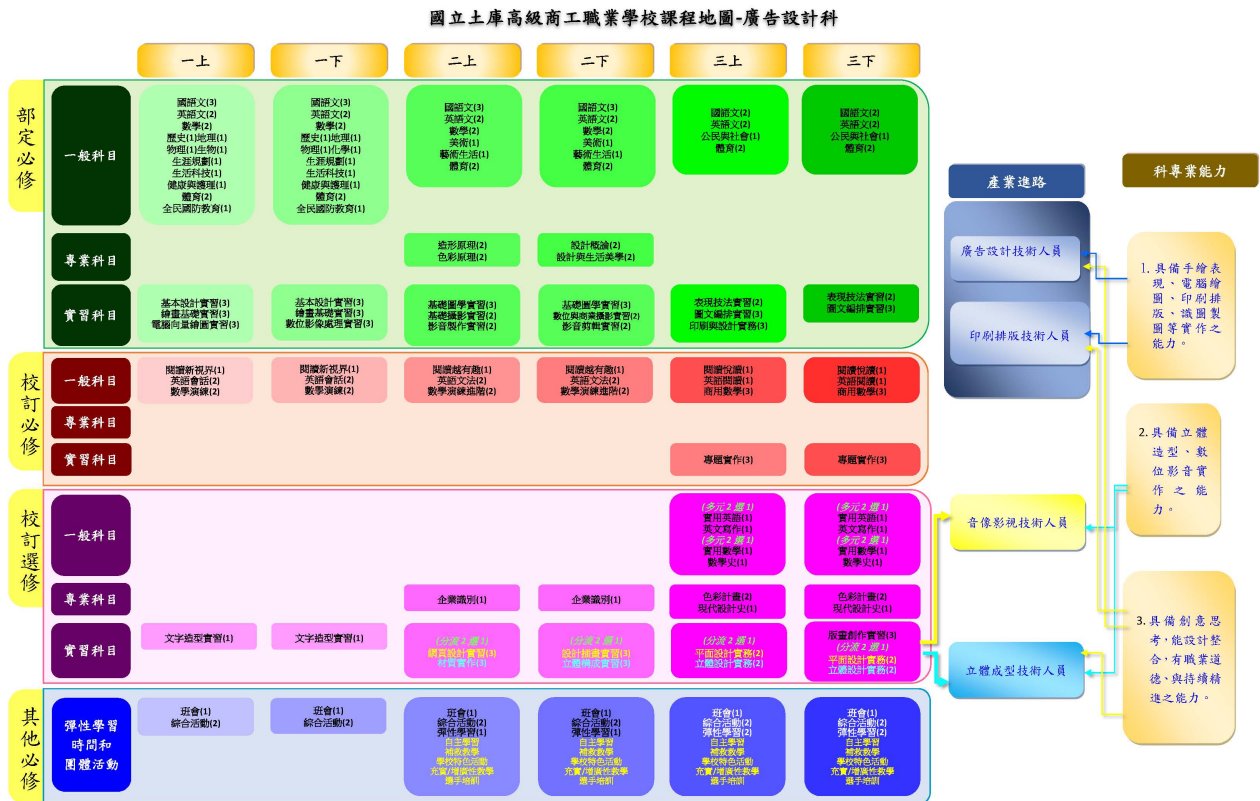 國立土庫高級商工職業學校課程地圖-廣告設計科
一上
一下
二上
二下
三上
三下
部定必修
一般科目
國語文(3)
英語文(2)
數學(2)
歷史(1)地理(1)
物理(1)生物(1)
生涯規劃(1)
生活科技(1)
健康與護理(1)
體育(2)
全民國防教育(1)
國語文(3)
英語文(2)
數學(2)
歷史(1)地理(1)
物理(1)化學(1)
生涯規劃(1)
生活科技(1)
健康與護理(1)
體育(2)
全民國防教育(1)
國語文(3)
英語文(2)
數學(2)
美術(1)
藝術生活(1)
體育(2)
國語文(3)
英語文(2)
數學(2)
美術(1)
藝術生活(1)
體育(2)
國語文(2)
英語文(2)
公民與社會(1)
體育(2)
國語文(2)
英語文(2)
公民與社會(1)
體育(2)
專業科目
造形原理(2)
色彩原理(2)
設計概論(2)
設計與生活美學(2)
實習科目
基本設計實習(3)
繪畫基礎實習(3)
電腦向量繪圖實習(3)
基本設計實習(3)
繪畫基礎實習(3)
數位影像處理實習(3)
基礎圖學實習(3)
基礎攝影實習(2)
影音製作實習(2)
基礎圖學實習(3)
數位與商業攝影實習(2)
影音剪輯實習(2)
表現技法實習(2)
圖文編排實習(3)
印刷與設計實務(3)
表現技法實習(2)
圖文編排實習(3)
校訂必修
一般科目
閱讀新視界(1)
英語會話(2)
數學演練(2)
閱讀新視界(1)
英語會話(2)
數學演練(2)
閱讀越有趣(1)
英語文法(2)
數學演練進階(2)
閱讀越有趣(1)
英語文法(2)
數學演練進階(2)
閱讀悅讀(1)
英語閱讀(1)
商用數學(3)
閱讀悅讀(1)
英語閱讀(1)
商用數學(3)
專業科目
實習科目
專題實作(3)
專題實作(3)
校訂選修
一般科目
(多元2選1)
實用英語(1)
英文寫作(1)
(多元2選1)
實用數學(1)
數學史(1)
(多元2選1)
實用英語(1)
英文寫作(1)
(多元2選1)
實用數學(1)
數學史(1)
專業科目
企業識別(1)
企業識別(1)
色彩計畫(2)
現代設計史(1)
色彩計畫(2)
現代設計史(1)
實習科目
文字造型實習(1)
文字造型實習(1)
(分流2選1)
網頁設計實習(3)
材質實作(3)
(分流2選1)
設計插畫實習(3)
立體構成實習(3)
(分流2選1)
平面設計實務(2)
立體設計實務(2)
版畫創作實習(3)
(分流2選1)
平面設計實務(2)
立體設計實務(2)
其他必修
彈性學習
時間和
團體活動
班會(1)
綜合活動(2)
班會(1)
綜合活動(2)
班會(1)
綜合活動(2)
彈性學習(1)
自主學習
補救教學
學校特色活動
充實/增廣性教學
選手培訓
班會(1)
綜合活動(2)
彈性學習(1)
自主學習
補救教學
學校特色活動
充實/增廣性教學
選手培訓
班會(1)
綜合活動(2)
彈性學習(2)
自主學習
補救教學
學校特色活動
充實/增廣性教學
選手培訓
班會(1)
綜合活動(2)
彈性學習(2)
自主學習
補救教學
學校特色活動
充實/增廣性教學
選手培訓
產業進路
廣告設計技術人員
印刷排版技術人員
音像影視技術人員
立體成型技術人員
科專業能力
1. 具備手繪表
現、電腦繪
圖、印刷排
版、識圖製
圖等實作之
能力。
2. 具備立體
造型、數
位影音實
作之能
力。
3. 具備創意思
考,能設計整
合,有職業道
德、與持續精
進之能力。